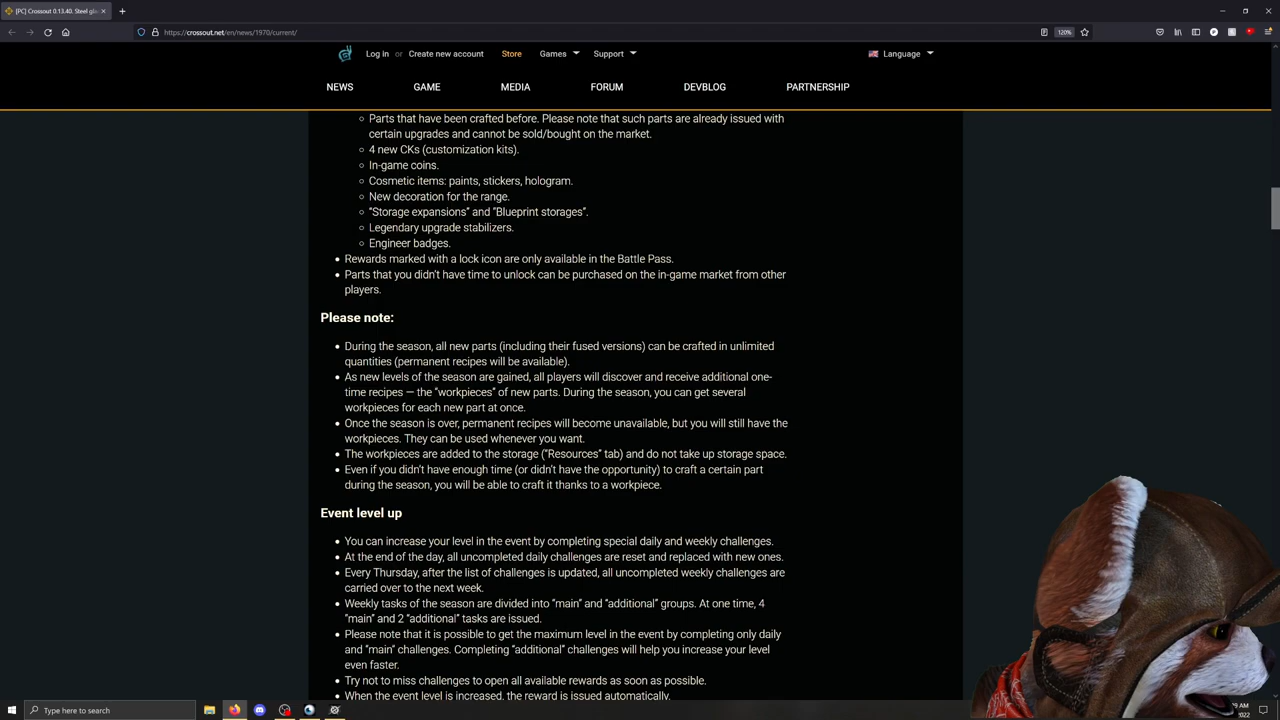 [PC] Crossout 0.13.40. Steel gla
https://crossout.net/en/news/1970/current/
120%
Log in or Create new account Store Games Support Language
NEWS GAME MEDIA FORUM DEVBLOG PARTNERSHIP
Parts that have been crafted before. Please note that such parts are already issued with
certain upgrades and cannot be sold/bought on the market.
4 new CKs (customization kits).
In-game coins.
Cosmetic items: paints, stickers, hologram.
New decoration for the range.
“Storage expansions” and “Blueprint storages”.
Legendary upgrade stabilizers.
Engineer badges.
Rewards marked with a lock icon are only available in the Battle Pass.
Parts that you didn’t have time to unlock can be purchased on the in-game market from other
players.
Please note:
During the season, all new parts (including their fused versions) can be crafted in unlimited
quantities (permanent recipes will be available).
As new levels of the season are gained, all players will discover and receive additional one-
time recipes — the “workpieces” of new parts. During the season, you can get several
workpieces for each new part at once.
Once the season is over, permanent recipes will become unavailable, but you will still have the
workpieces. They can be used whenever you want.
The workpieces are added to the storage (“Resources” tab) and do not take up storage space.
Even if you didn’t have enough time (or didn’t have the opportunity) to craft a certain part
during the season, you will be able to craft it thanks to a workpiece.
Event level up
You can increase your level in the event by completing special daily and weekly challenges.
At the end of the day, all uncompleted daily challenges are reset and replaced with new ones.
Every Thursday, after the list of challenges is updated, all uncompleted weekly challenges are
carried over to the next week.
Weekly tasks of the season are divided into “main” and “additional” groups. At one time, 4
“main” and 2 “additional” tasks are issued.
Please note that it is possible to get the maximum level in the event by completing only daily
and “main” challenges. Completing “additional” challenges will help you increase your level
even faster.
Try not to miss challenges to open all available rewards as soon as possible.
When the event level is increased, the reward is issued automatically.
Type here to search
AM
2022